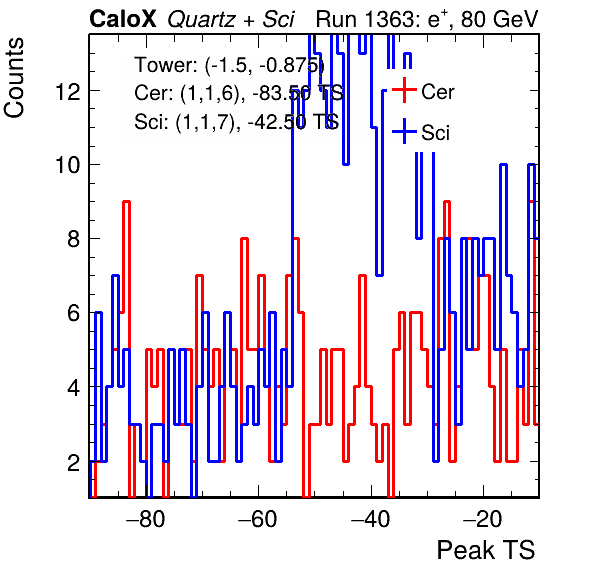 CaloX Quartz + Sci Run 1363: e⁺, 80 GeV
Counts
Tower: (-1.5, -0.875)
Cer: (1,1,6), -83.50 TS
Sci: (1,1,7), -42.50 TS
Cer
Sci
12
10
8
6
4
2
−80 −60 −40 −20
Peak TS